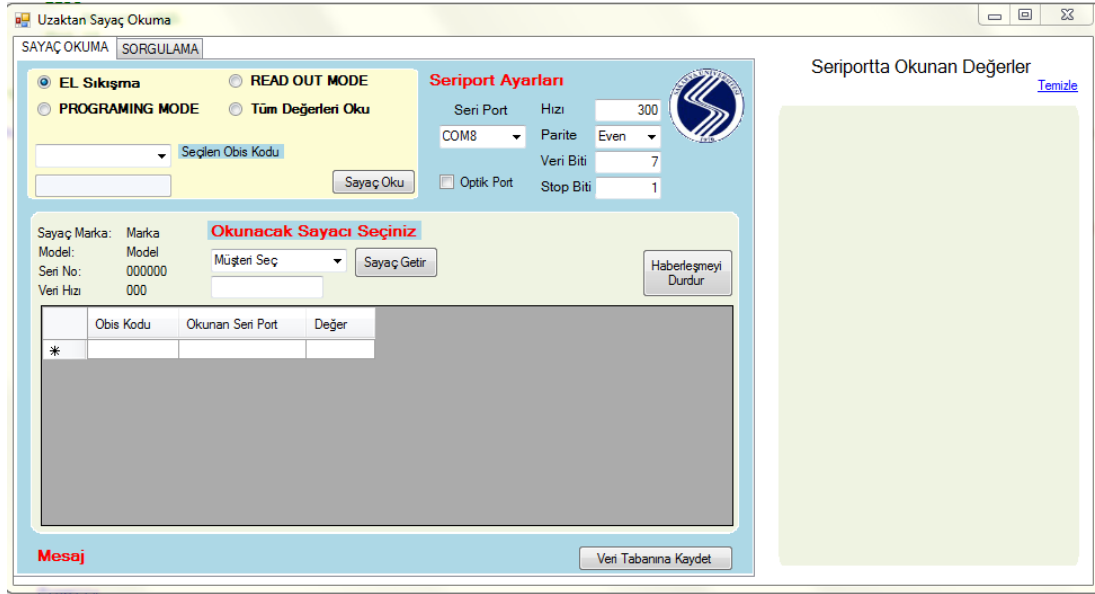 Uzaktan Sayaç Okuma
SAYAÇ OKUMA SORGULAMA
EL Sıkışma
READ OUT MODE
PROGRAMING MODE
Tüm Değerleri Oku
Seçilen Obis Kodu
Sayaç Oku
Seriport Ayarları
Seri Port
COM8
Optik Port
Hızı 300
Parite Even
Veri Biti 7
Stop Biti 1
Sayaç Marka: Marka
Model: Model
Seri No: 000000
Veri Hızı 000
Okunacak Sayacı Seçiniz
Müşteri Seç
Sayaç Getir
Haberleşmeyi
Durdur
Obis Kodu Okunan Seri Port Değer
Mesaj
Veri Tabanına Kaydet
Seriportta Okunan Değerler
Temizle